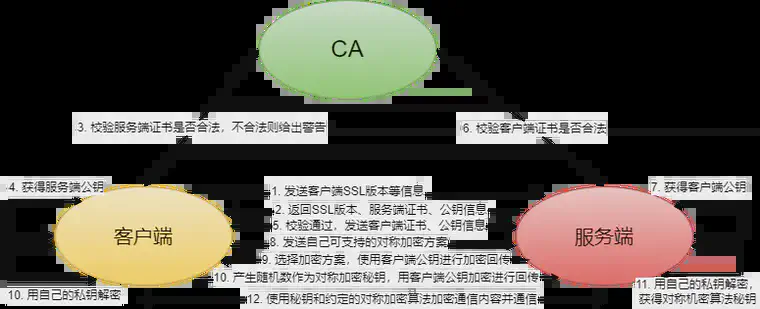 CA
3. 校验服务端证书是否合法，不合法则给出警告
6. 校验客户端证书是否合法
4. 获得服务端公钥
1. 发送客户端SSL版本等信息
7. 获得客户端公钥
2. 返回SSL版本、服务端证书、公钥信息
5. 校验通过，发送客户端证书、公钥信息
客户端
服务端
8. 发送自己可支持的对称加密方案
9. 选择加密方案，使用客户端公钥进行加密回传
10. 产生随机数作为对称加密秘钥，用客户端公钥加密进行回传
10. 用自己的私钥解密
11. 用自己的私钥解密，
获得对称机密算法秘钥
12. 使用秘钥和约定的对称加密算法加密通信内容并通信